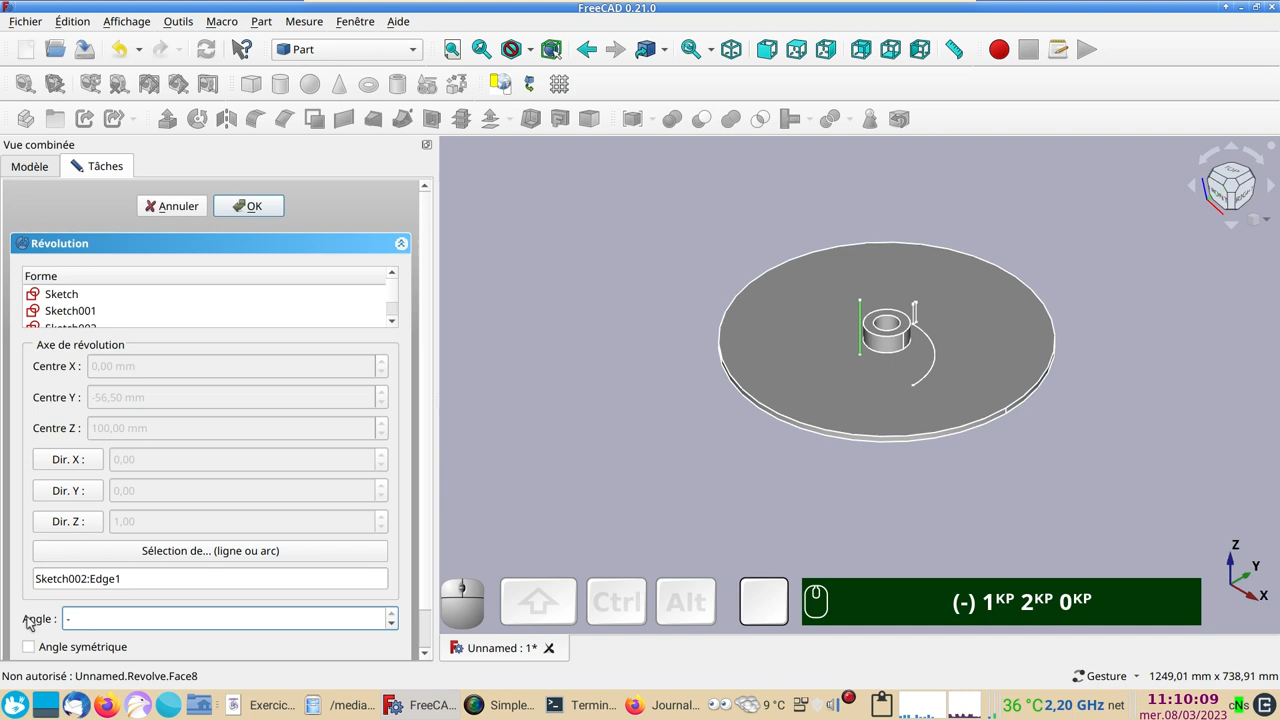 FreeCAD 0.21.0
Fichier Édition Affichage Outils Macro Part Mesure Fenêtre Aide
Part
Vue combinée
Modèle Tâches
Annuler OK
Révolution
Forme
Sketch
Sketch001
Sketch002
Axe de révolution
Centre X : 0,00 mm
Centre Y : -56,50 mm
Centre Z : 100,00 mm
Dir. X : 0,00
Dir. Y : 0,00
Dir. Z : 1,00
Sélection de... (ligne ou arc)
Sketch002:Edge1
Angle : -
Angle symétrique
Z
Y
X
Ctrl Alt
(-) 1KP 2KP 0KP
Unnamed : 1*
Non autorisé : Unnamed.Revolve.Face8
Gesture 1249,01 mm x 738,91 mm
Exercic... /media... FreeCA... Simple... Termin... Journal... 9 °C 36 °C 2,20 GHz net 11:10:09
mer.08/03/2023